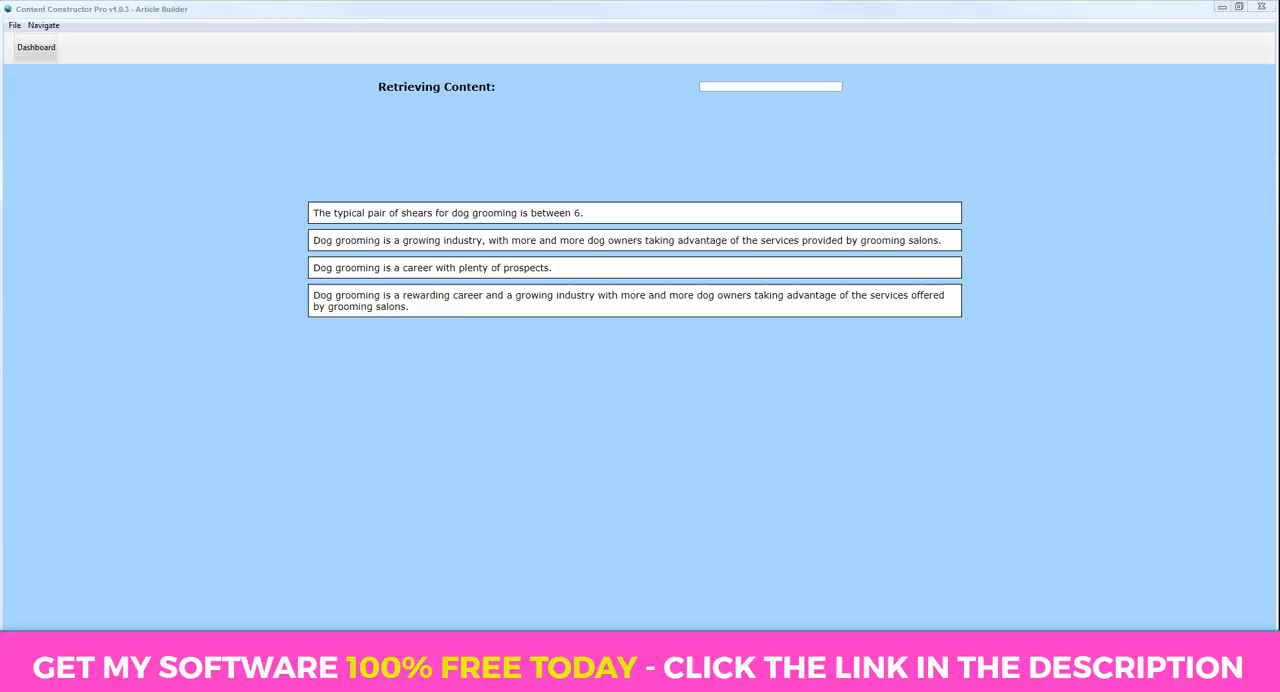 Content Constructor Pro v1.0.3 - Article Builder
File Navigate
Dashboard
Retrieving Content:
The typical pair of shears for dog grooming is between 6.
Dog grooming is a growing industry, with more and more dog owners taking advantage of the services provided by grooming salons.
Dog grooming is a career with plenty of prospects.
Dog grooming is a rewarding career and a growing industry with more and more dog owners taking advantage of the services offered
by grooming salons.
GET MY SOFTWARE 100% FREE TODAY - CLICK THE LINK IN THE DESCRIPTION